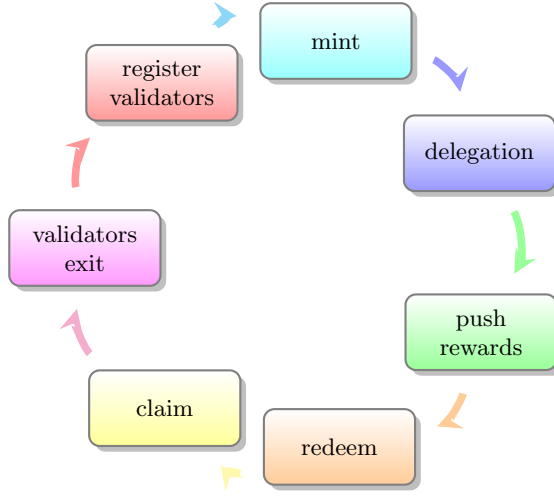 mint
delegation
push
rewards
redeem
claim
validators
exit
register
validators